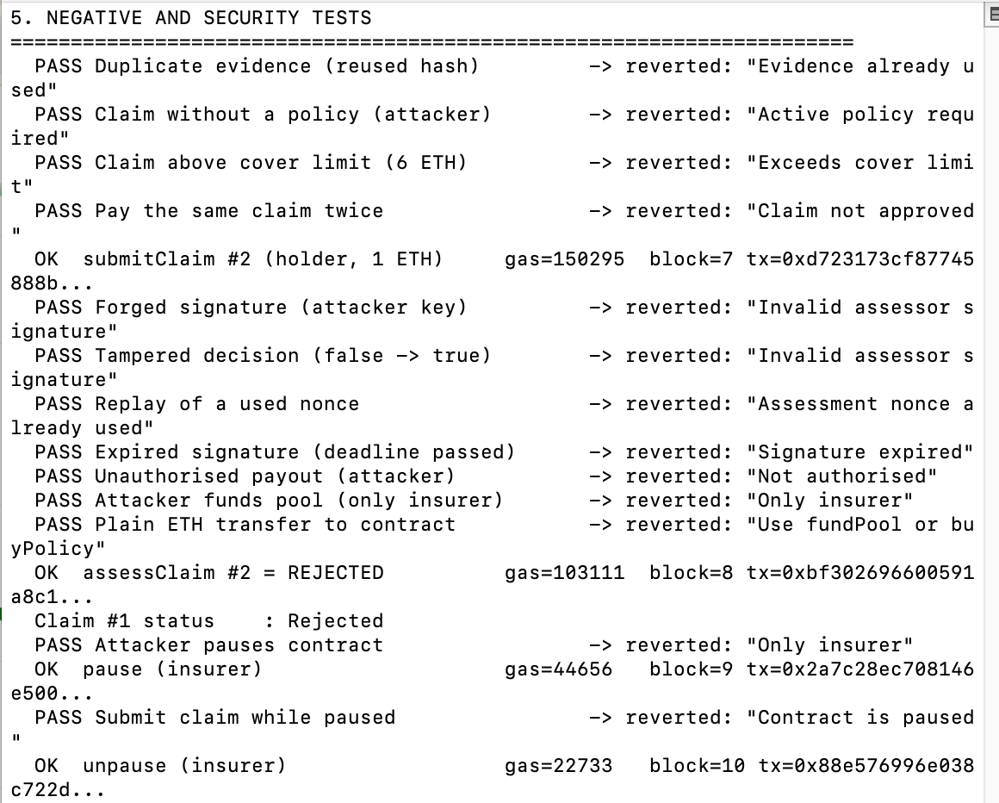 5. NEGATIVE AND SECURITY TESTS
======================================================================
  PASS Duplicate evidence (reused hash)         -> reverted: "Evidence already u
sed"
  PASS Claim without a policy (attacker)        -> reverted: "Active policy requ
ired"
  PASS Claim above cover limit (6 ETH)          -> reverted: "Exceeds cover limi
t"
  PASS Pay the same claim twice                 -> reverted: "Claim not approved
"
  OK  submitClaim #2 (holder, 1 ETH)     gas=150295  block=7 tx=0xd723173cf87745
888b...
  PASS Forged signature (attacker key)          -> reverted: "Invalid assessor s
ignature"
  PASS Tampered decision (false -> true)        -> reverted: "Invalid assessor s
ignature"
  PASS Replay of a used nonce                   -> reverted: "Assessment nonce a
lready used"
  PASS Expired signature (deadline passed)      -> reverted: "Signature expired"
  PASS Unauthorised payout (attacker)           -> reverted: "Not authorised"
  PASS Attacker funds pool (only insurer)       -> reverted: "Only insurer"
  PASS Plain ETH transfer to contract           -> reverted: "Use fundPool or bu
yPolicy"
  OK  assessClaim #2 = REJECTED          gas=103111  block=8 tx=0xbf302696600591
a8c1...
  Claim #1 status    : Rejected
  PASS Attacker pauses contract                 -> reverted: "Only insurer"
  OK  pause (insurer)                    gas=44656   block=9 tx=0x2a7c28ec708146
e500...
  PASS Submit claim while paused                -> reverted: "Contract is paused
"
  OK  unpause (insurer)                  gas=22733   block=10 tx=0x88e576996e038
c722d...